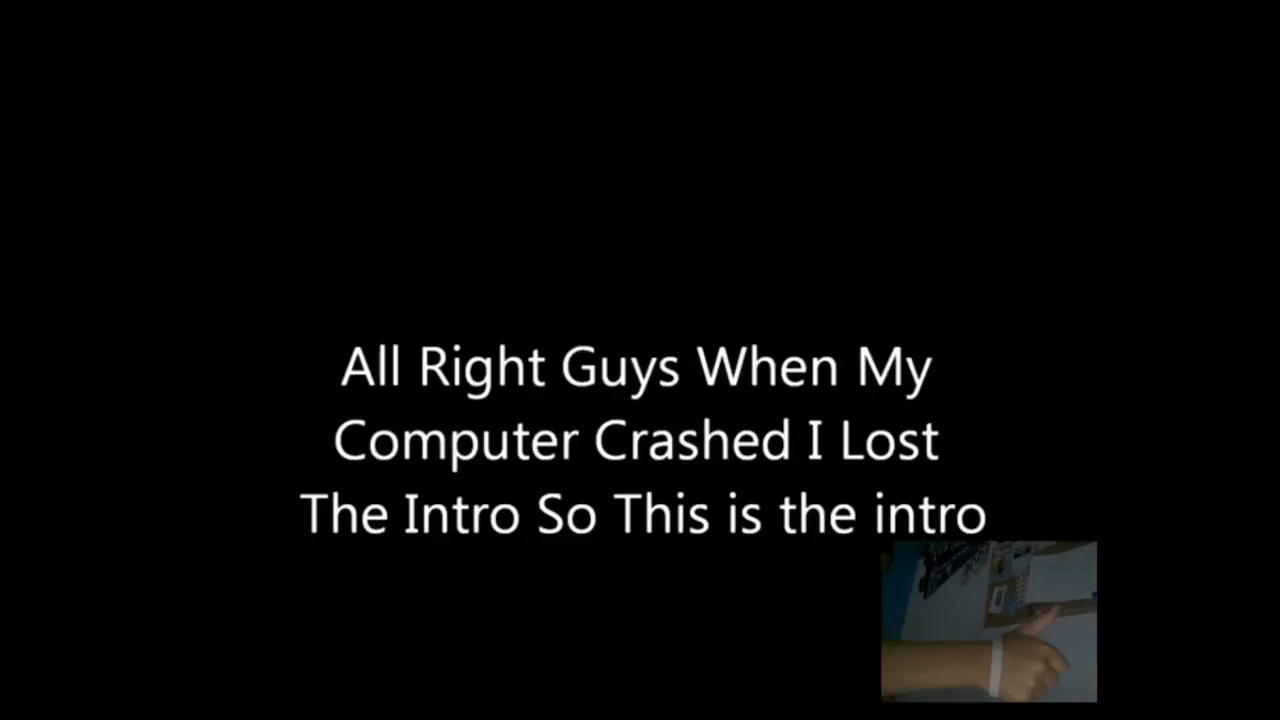 All Right Guys When My
Computer Crashed I Lost
The Intro So This is the intro